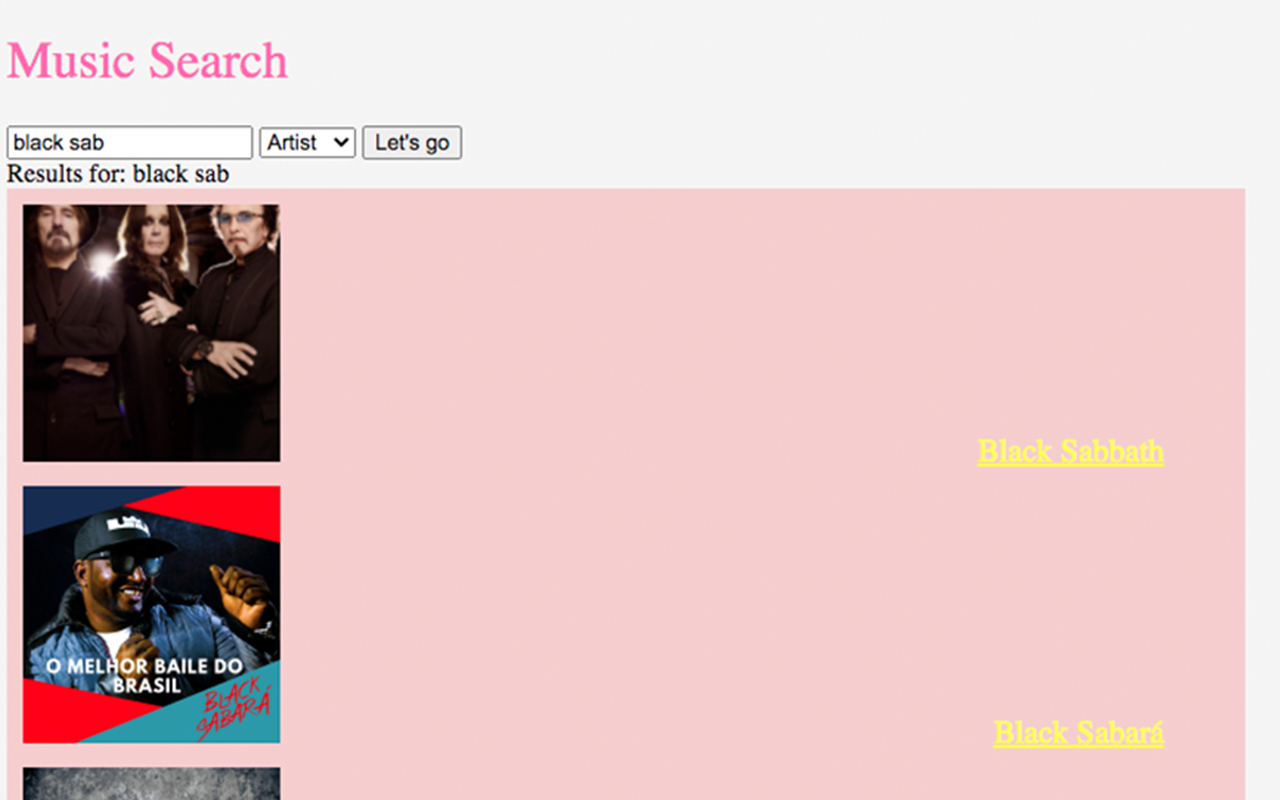 Music Search
black sab Artist Let's go
Results for: black sab
Black Sabbath
O MELHOR BAILE DO
BRASIL
BLACK
SABARÁ
Black Sabará